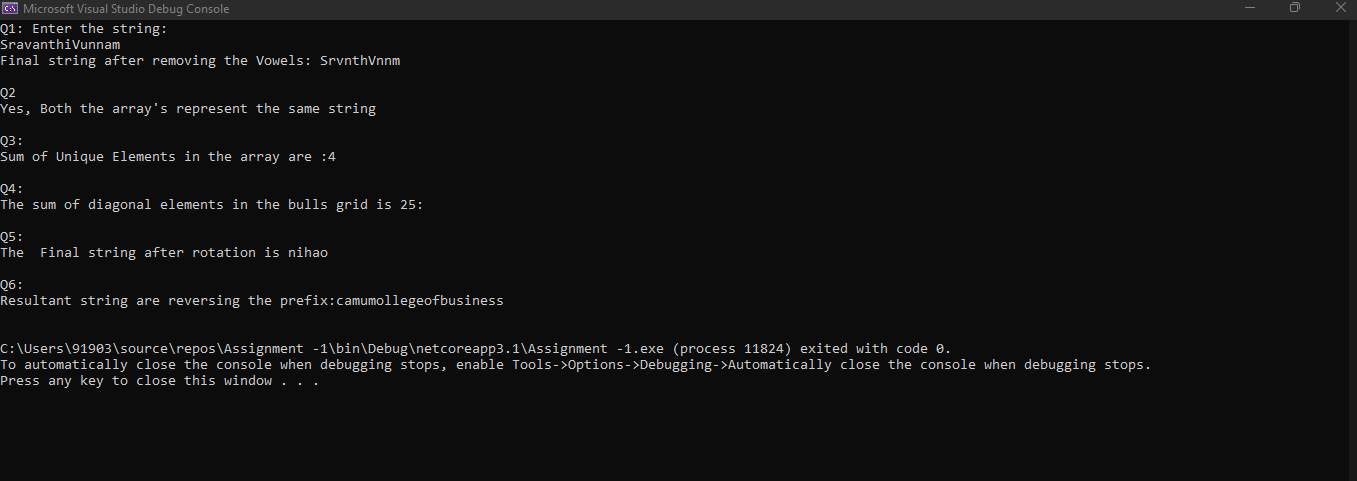 Microsoft Visual Studio Debug Console
Q1: Enter the string:
SravanthiVunnam
Final string after removing the Vowels: SrvnthVnnm
Q2
Yes, Both the array's represent the same string
Q3:
Sum of Unique Elements in the array are :4
Q4:
The sum of diagonal elements in the bulls grid is 25:
Q5:
The  Final string after rotation is nihao
Q6:
Resultant string are reversing the prefix:camumollegeofbusiness
C:\Users\91903\source\repos\Assignment -1\bin\Debug\netcoreapp3.1\Assignment -1.exe (process 11824) exited with code 0.
To automatically close the console when debugging stops, enable Tools->Options->Debugging->Automatically close the console when debugging stops.
Press any key to close this window . . .